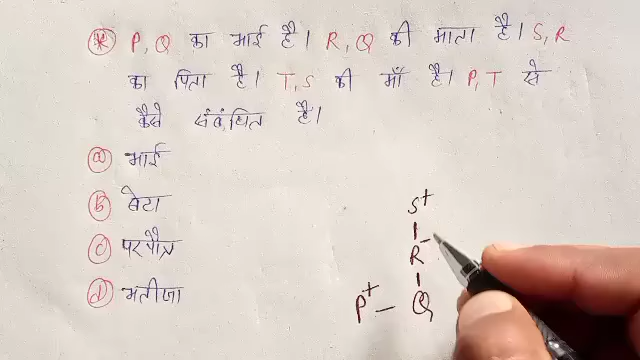 P, Q का भाई है। R, Q की माता है। S, R
का पिता है। T, S की माँ है। P, T से
कैसे संबंधित है।
(a) भाई
(b) बेटा
(c) परपौत्र
(d) भतीजा
S+
R-
P+ - Q